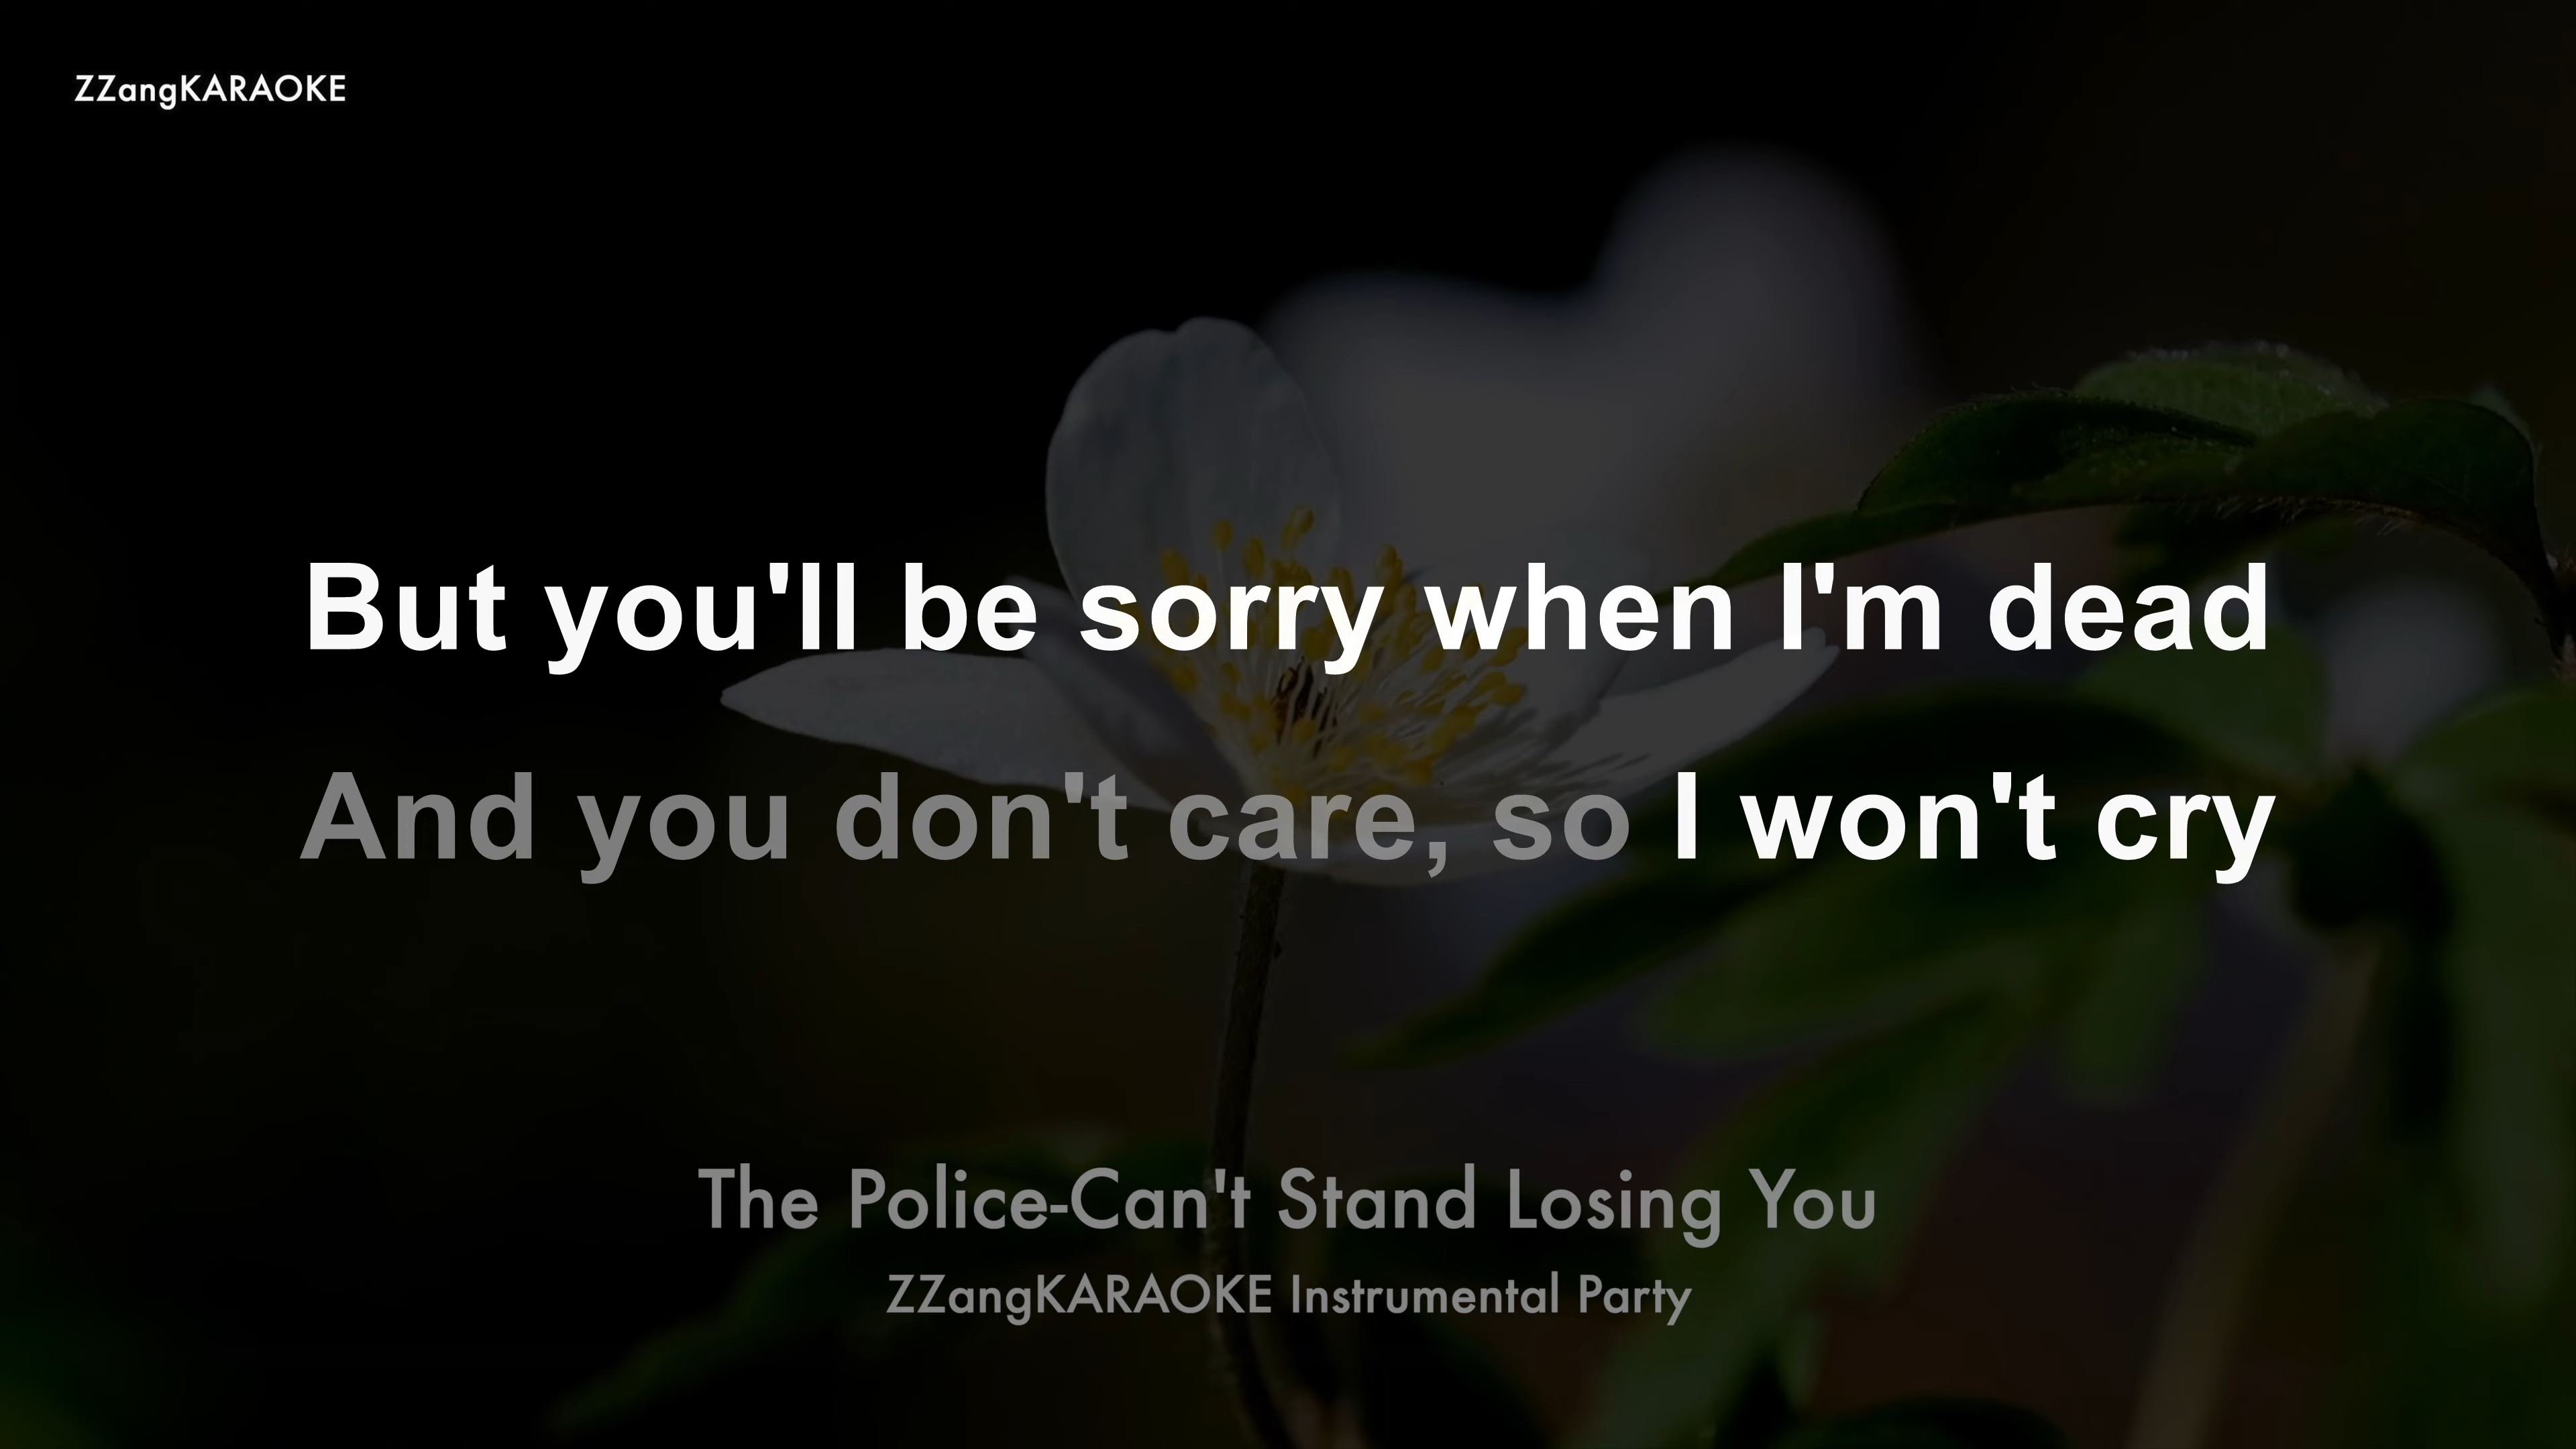 ZZangKARAOKE
But you'll be sorry when I'm dead
And you don't care, so I won't cry
The Police-Can't Stand Losing You
ZZangKARAOKE Instrumental Party